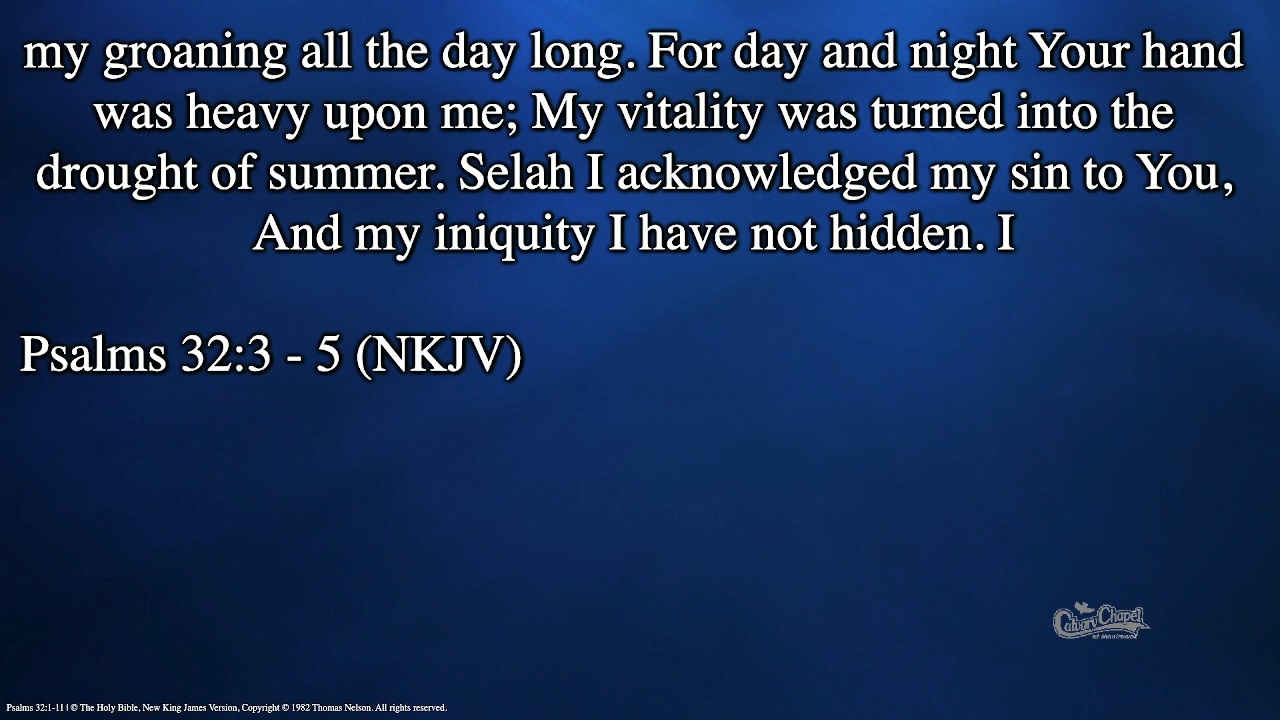 my groaning all the day long. For day and night Your hand
was heavy upon me; My vitality was turned into the
drought of summer. Selah I acknowledged my sin to You,
And my iniquity I have not hidden. I
Psalms 32:3 - 5 (NKJV)
Calvary Chapel
of Manitowoc
Psalms 32:1-11 | © The Holy Bible, New King James Version, Copyright © 1982 Thomas Nelson. All rights reserved.